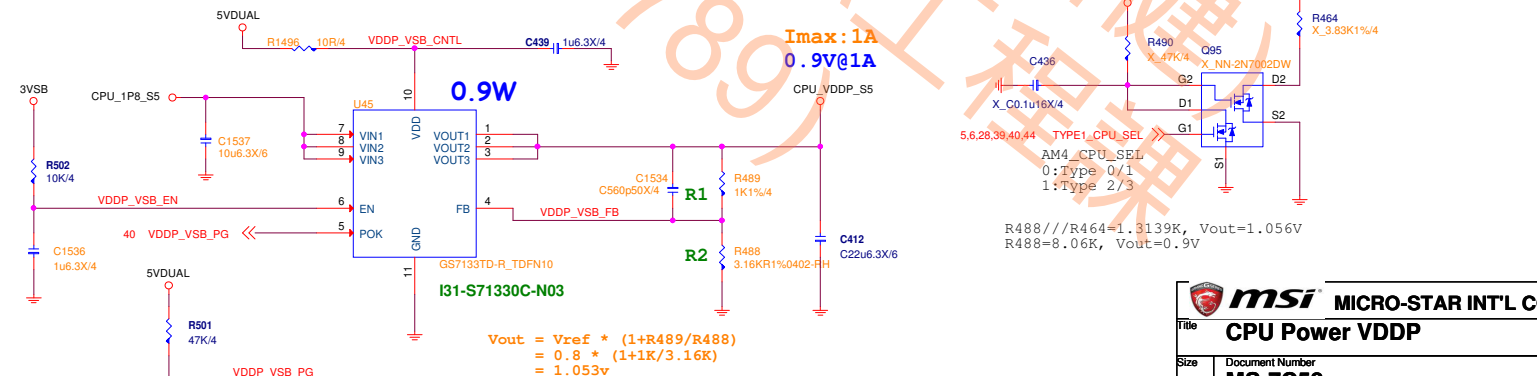 5VDUAL
R1496
10R/4
VDDP_VSB_CNTL
C439
1u6.3X/4
Imax:1A
0.9V@1A
3VSB
CPU_1P8_S5
0.9W
CPU_VDDP_S5
U45
10
VDD
C1537
10u6.3X/6
7
8
9
VIN1
VIN2
VIN3
VOUT1
VOUT2
VOUT3
1
2
3
R502
10K/4
C1534
C560p50X/4
R1
R489
1K1%/4
VDDP_VSB_EN
6
EN
FB
4
VDDP_VSB_FB
40
VDDP_VSB_PG
5
POK
GND
11
C1536
1u6.3X/4
R2
R488
3.16KR1%0402-RH
C412
C22u6.3X/6
GS7133TD-R_TDFN10
I31-S71330C-N03
5VDUAL
R501
47K/4
VDDP_VSB_PG
Vout = Vref * (1+R489/R488)
= 0.8 * (1+1K/3.16K)
= 1.053v
R464
X_3.83K1%/4
R490
X_47K/4
Q95
X_NN-2N7002DW
C436
X_C0.1u16X/4
G2
D2
D1
S2
G1
S1
5,6,28,39,40,44
TYPE1_CPU_SEL
AM4_CPU_SEL
0:Type 0/1
1:Type 2/3
R488///R464=1.3139K, Vout=1.056V
R488=8.06K, Vout=0.9V
msi
MICRO-STAR INT'L
Title
CPU Power VDDP
Size
Document Number
789)
工程課
健)